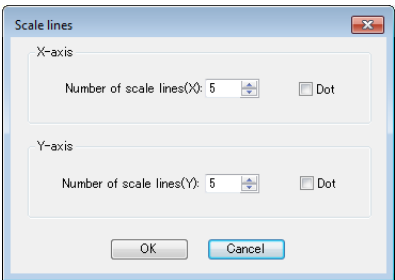 Scale lines
X-axis
Number of scale lines(X): 5 Dot
Y-axis
Number of scale lines(Y): 5 Dot
OK Cancel